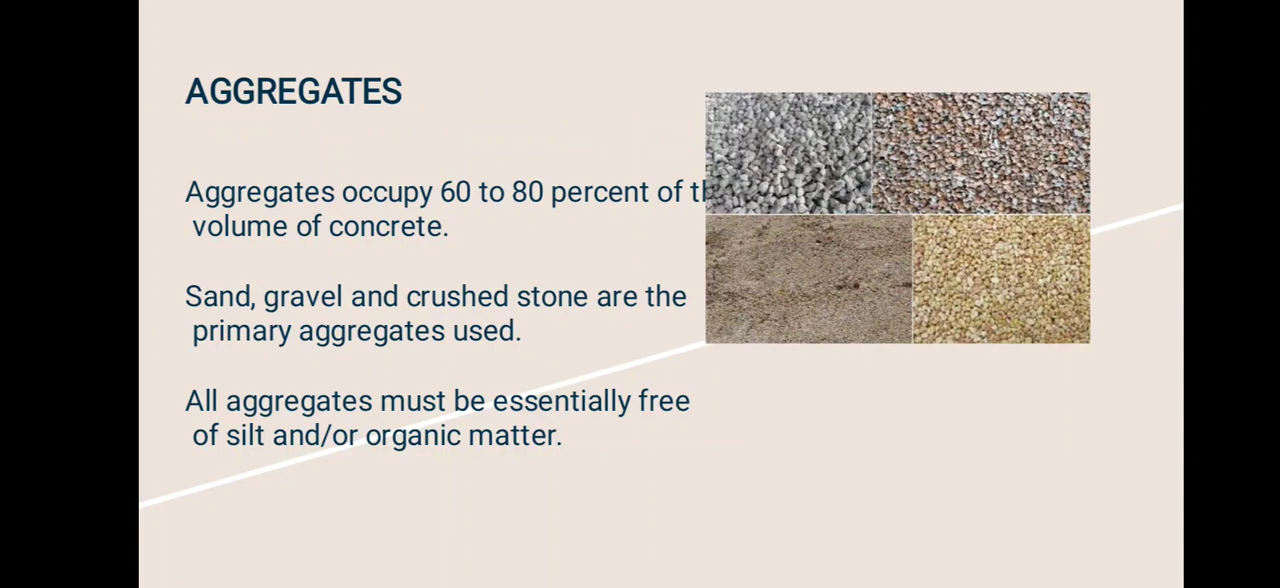 AGGREGATES
Aggregates occupy 60 to 80 percent of
volume of concrete.
Sand, gravel and crushed stone are the
primary aggregates used.
All aggregates must be essentially free
of silt and/or organic matter.